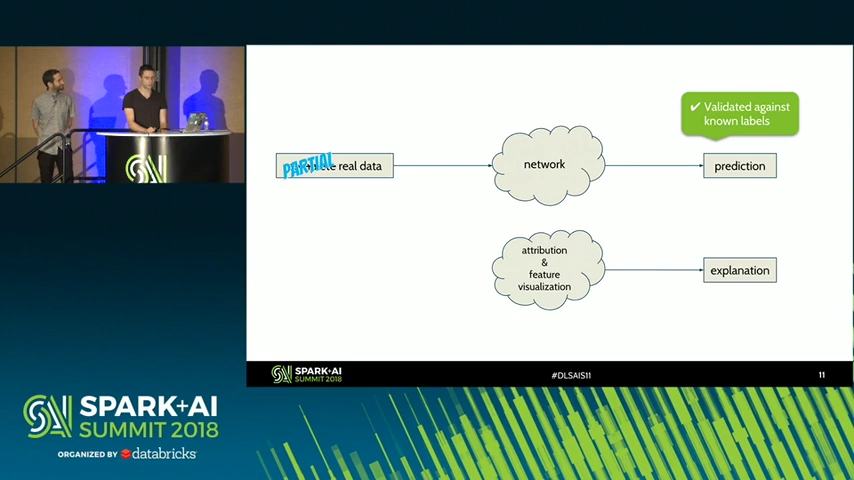 ✔ Validated against
known labels
PARTIAL
real data
network
prediction
attribution
&
feature
visualization
explanation
SPARK+AI
SUMMIT 2018
#DLSAIS11
11
SPARK+AI
SUMMIT 2018
ORGANIZED BY databricks